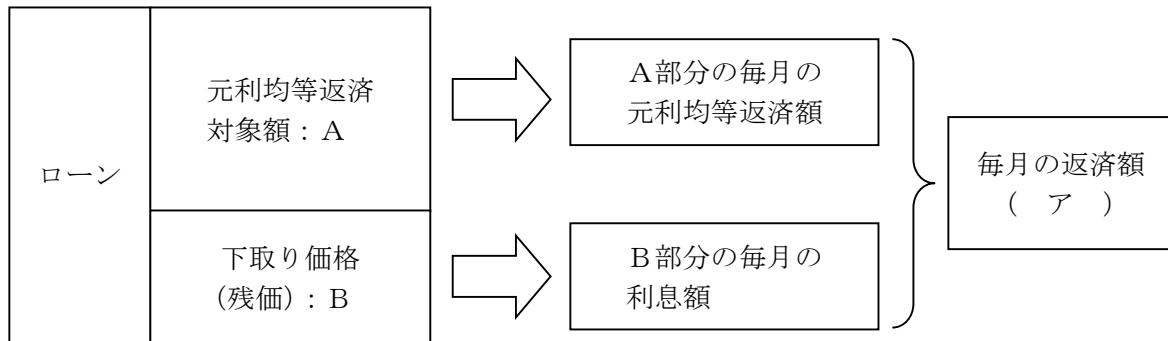 ローン
元利均等返済
対象額：Ａ
下取り価格
（残価）：Ｂ
Ａ部分の毎月の
元利均等返済額
Ｂ部分の毎月の
利息額
毎月の返済額
（　ア　）